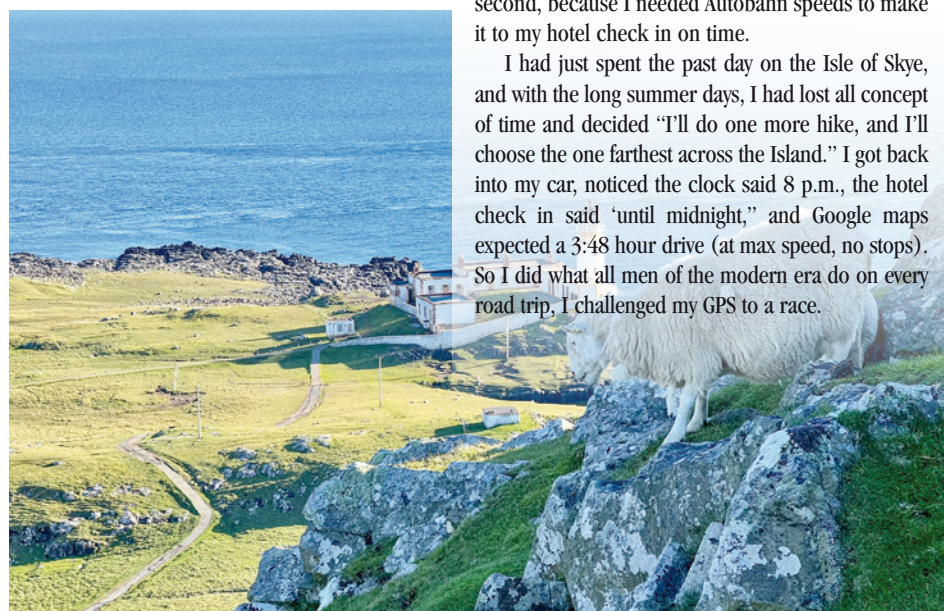 second, because I needed Autobahn speeds to make
it to my hotel check in on time.
I had just spent the past day on the Isle of Skye,
and with the long summer days, I had lost all concept
of time and decided “I’ll do one more hike, and I’ll
choose the one farthest across the Island.” I got back
into my car, noticed the clock said 8 p.m., the hotel
check in said ‘until midnight,” and Google maps
expected a 3:48 hour drive (at max speed, no stops).
So I did what all men of the modern era do on every
road trip, I challenged my GPS to a race.